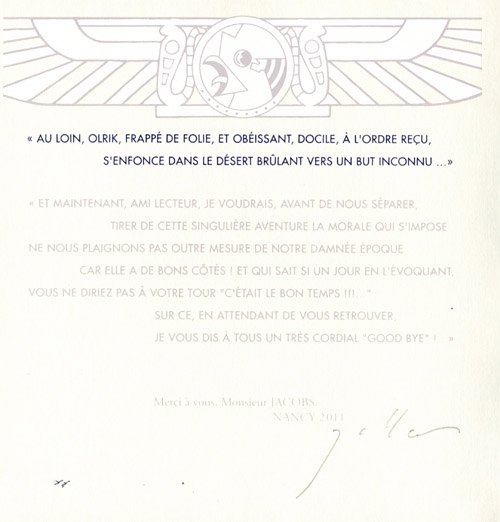 « AU LOIN, OLRIK, FRAPPÉ DE FOLIE, ET OBÉISSANT, DOCILE, À L'ORDRE REÇU,
S'ENFONCE DANS LE DÉSERT BRÛLANT VERS UN BUT INCONNU ...»
« ET MAINTENANT, AMI LECTEUR, JE VOUDRAIS, AVANT DE NOUS SÉPARER,
TIRER DE CETTE SINGULIÈRE AVENTURE LA MORALE QUI S'IMPOSE
NE NOUS PLAIGNONS PAS OUTRE MESURE DE NOTRE DAMNÉE ÉPOQUE
CAR ELLE A DE BONS CÔTÉS ! ET QUI SAIT SI UN JOUR EN L'ÉVOQUANT,
VOUS NE DIRIEZ PAS À VOTRE TOUR "C'ÉTAIT LE BON TEMPS !!!..."
SUR CE, EN ATTENDANT DE VOUS RETROUVER,
JE VOUS DIS À TOUS UN TRÈS CORDIAL "GOOD BYE" ! »
Merci à vous, Monsieur JACOBS.
NANCY 2011